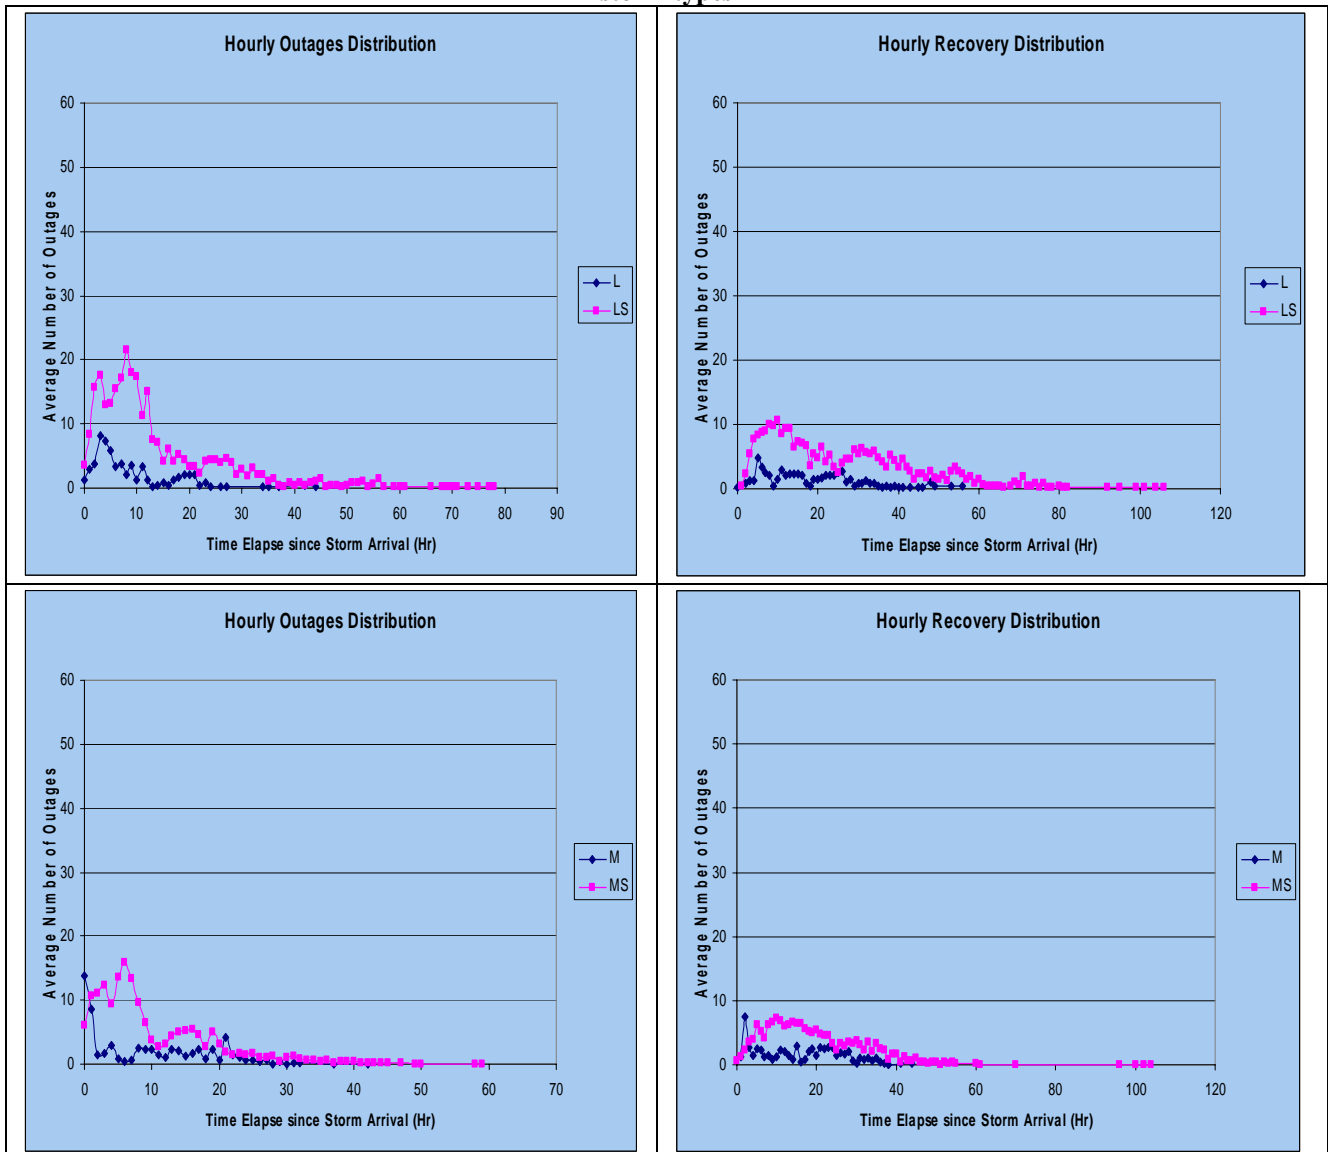 Hourly Outages Distribution
60
50
40
30
20
10
0
0 10 20 30 40 50 60 70 80 90
Average Number of Outages
Time Elapse since Storm Arrival (Hr)
L
LS
Hourly Recovery Distribution
60
50
40
30
20
10
0
0 20 40 60 80 100 120
Average Number of Outages
Time Elapse since Storm Arrival (Hr)
L
LS
Hourly Outages Distribution
60
50
40
30
20
10
0
0 10 20 30 40 50 60 70
Average Number of Outages
Time Elapse since Storm Arrival (Hr)
M
MS
Hourly Recovery Distribution
60
50
40
30
20
10
0
0 20 40 60 80 100 120
Average Number of Outages
Time Elapse since Storm Arrival (Hr)
M
MS